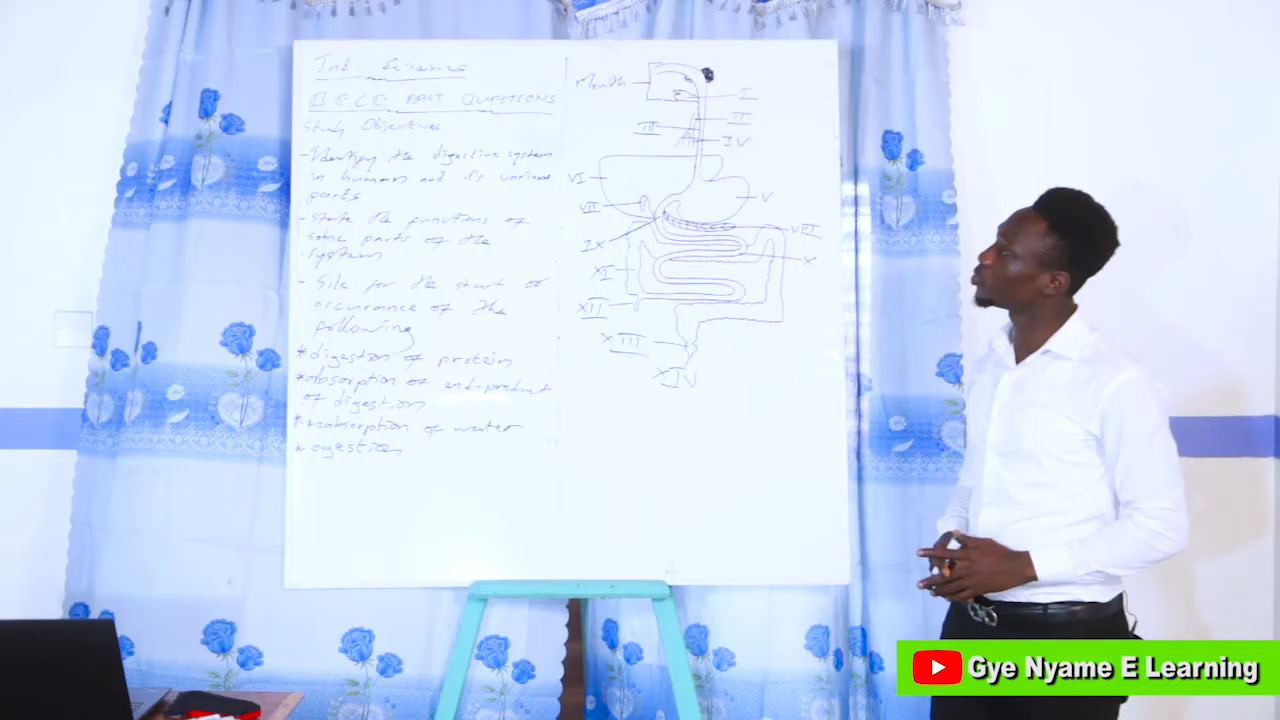 Int Science
B.E.C.E PAST QUESTIONS
Study Objectives
- Identify the digestive system
in human and it's various
parts
- State the functions of
some parts of the
system
- Site for the start or
occurance of the
following
* digestion of protein
* absorption of end-product
of digestion
* reabsorption of water
* egestion
Mouth
I
II
III
IV
VI
V
VII
VIII
IX
X
XI
XII
XIII
XIV
Gye Nyame E Learning